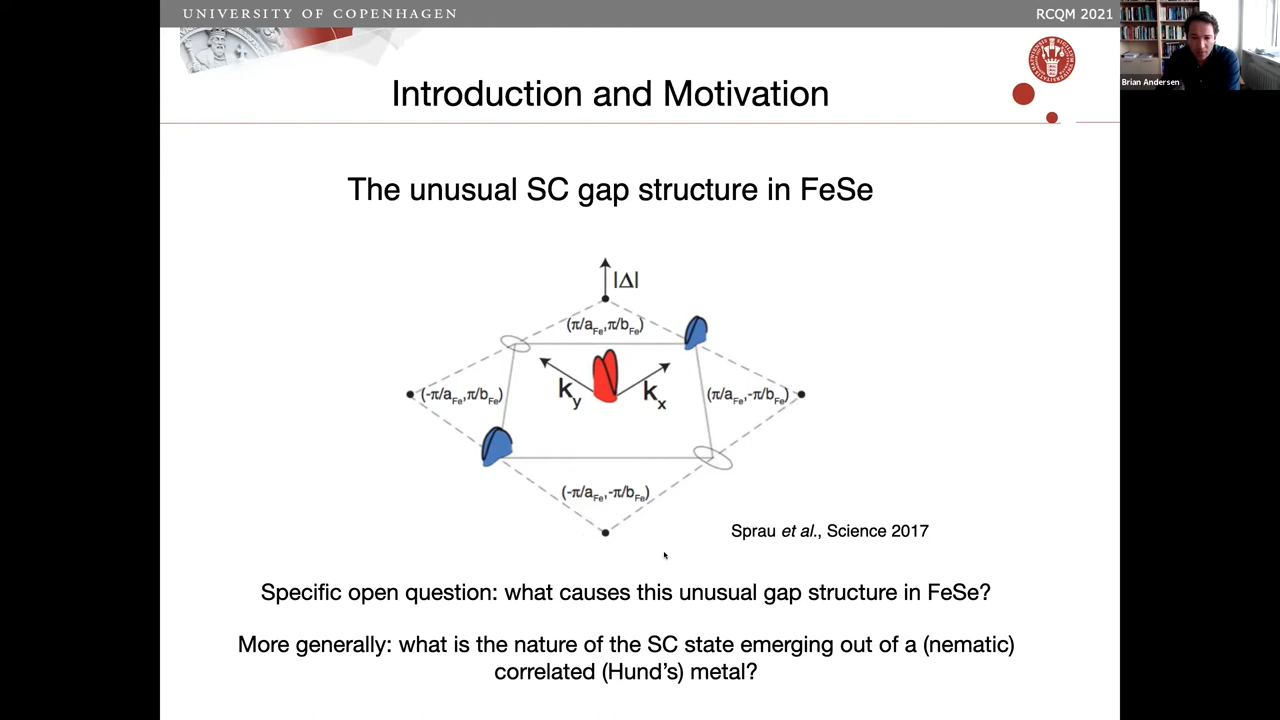 UNIVERSITY OF COPENHAGEN
RCQM 2021
Brian Andersen
Introduction and Motivation
The unusual SC gap structure in FeSe
|Δ|
(π/a_Fe,π/b_Fe)
k_y
k_x
(-π/a_Fe,π/b_Fe)
(π/a_Fe,-π/b_Fe)
(-π/a_Fe,-π/b_Fe)
Sprau et al., Science 2017
Specific open question: what causes this unusual gap structure in FeSe?
More generally: what is the nature of the SC state emerging out of a (nematic)
correlated (Hund's) metal?